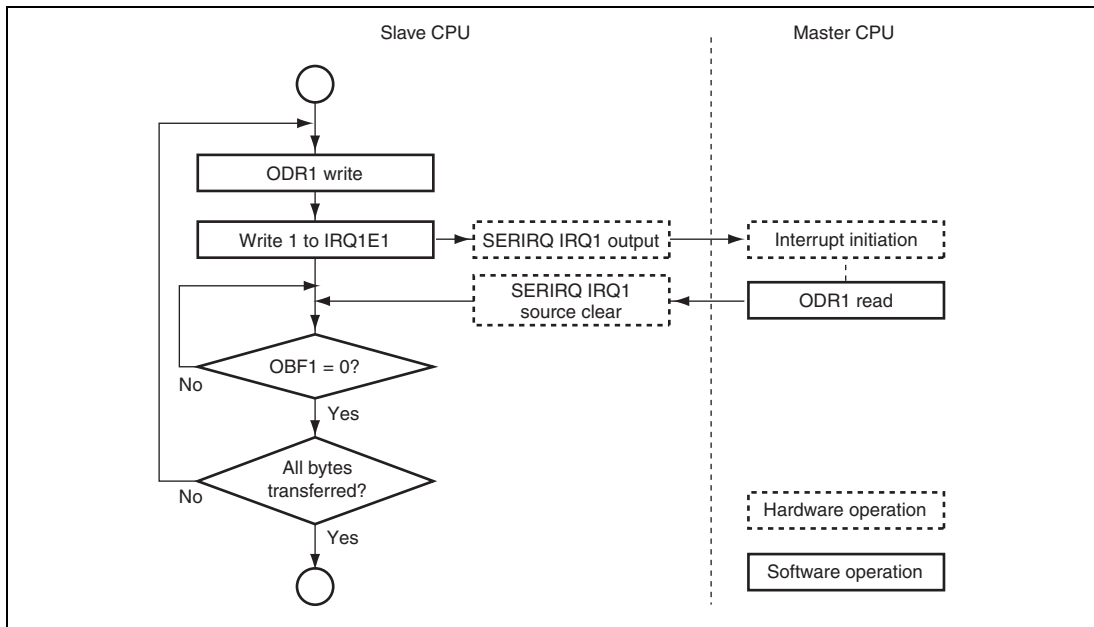 Slave CPU
Master CPU
ODR1 write
Write 1 to IRQ1E1
SERIRQ IRQ1 output
Interrupt initiation
SERIRQ IRQ1
source clear
ODR1 read
OBF1 = 0?
No
Yes
All bytes
transferred?
No
Yes
Hardware operation
Software operation